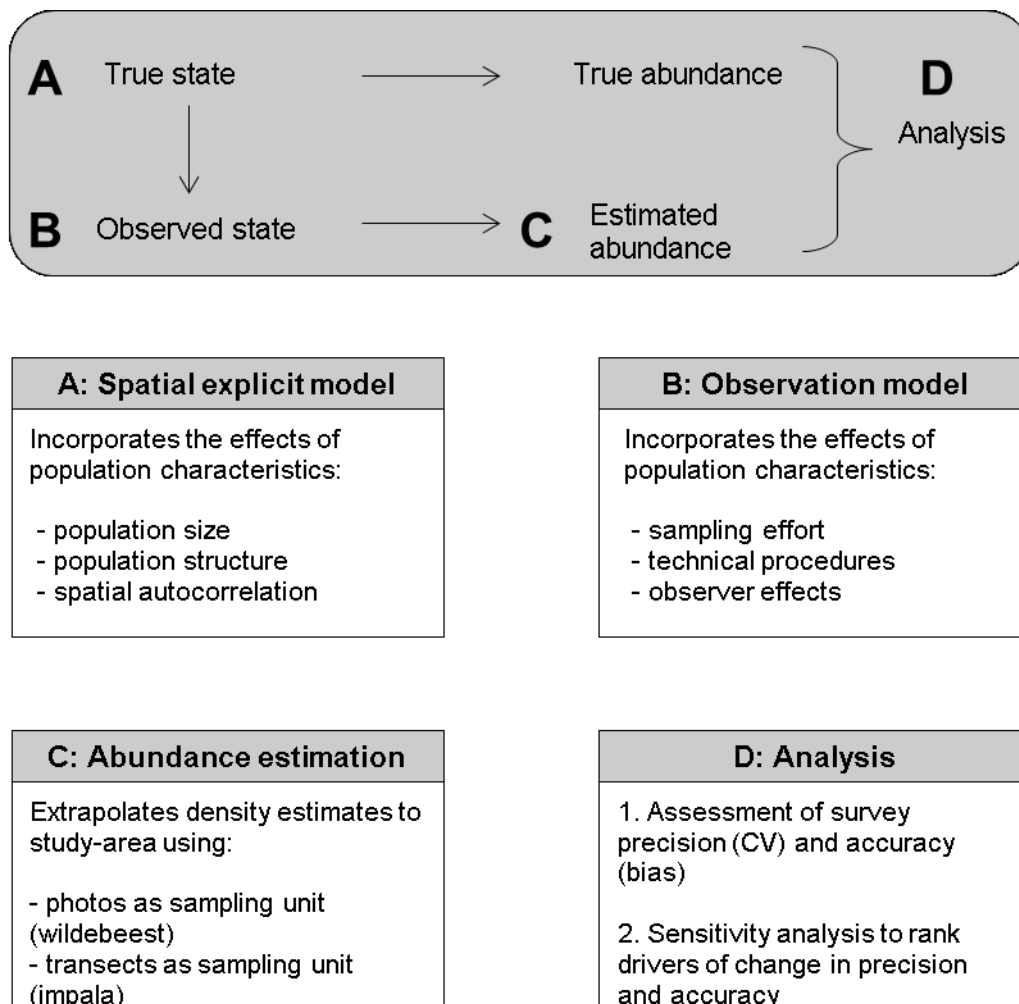 A True state True abundance D
Analysis
B Observed state C Estimated
abundance
A: Spatial explicit model
Incorporates the effects of
population characteristics:
- population size
- population structure
- spatial autocorrelation
B: Observation model
Incorporates the effects of
population characteristics:
- sampling effort
- technical procedures
- observer effects
C: Abundance estimation
Extrapolates density estimates to
study-area using:
- photos as sampling unit
(wildebeest)
- transects as sampling unit
(impala)
D: Analysis
1. Assessment of survey
precision (CV) and accuracy
(bias)
2. Sensitivity analysis to rank
drivers of change in precision
and accuracy